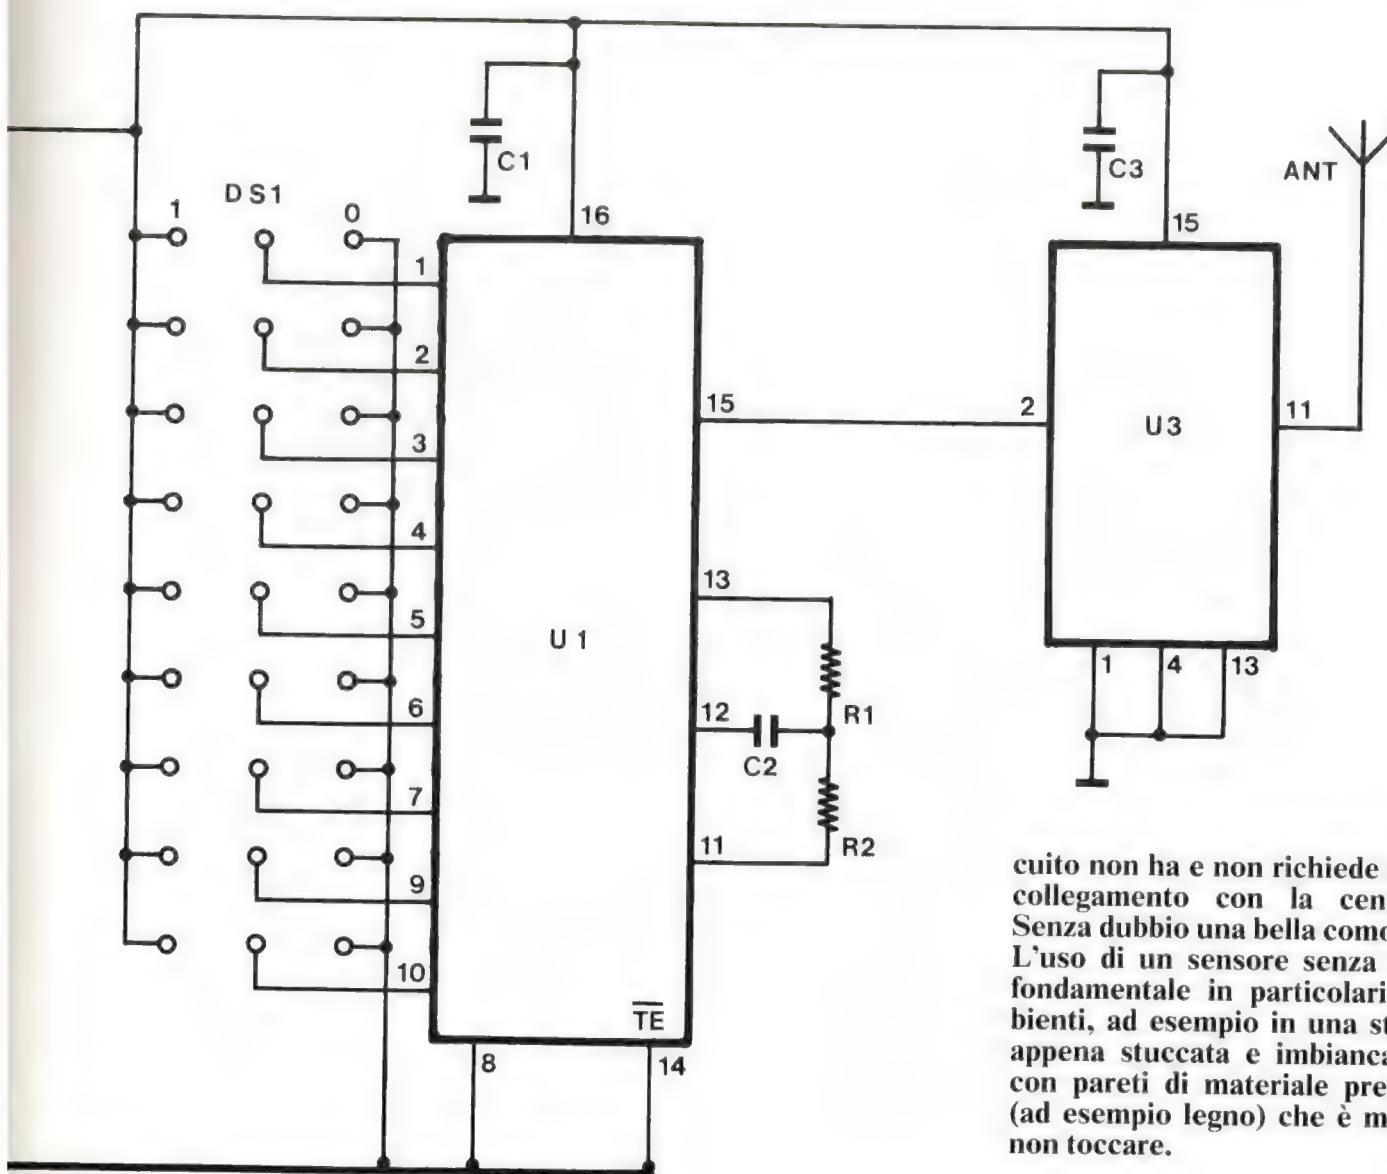 C1
C3
ANT
DS1
1
0
16
15
1
2
3
4
5
6
7
9
10
U1
15
2
U3
11
13
1
4
13
12
R1
C2
11
R2
TE
8
14
cuito non ha e non richiede
collegamento con la cen
Senza dubbio una bella como
L'uso di un sensore senza
fondamentale in particolari
bienti, ad esempio in una st
appena stuccata e imbianca
con pareti di materiale pre
(ad esempio legno) che è m
non toccare.